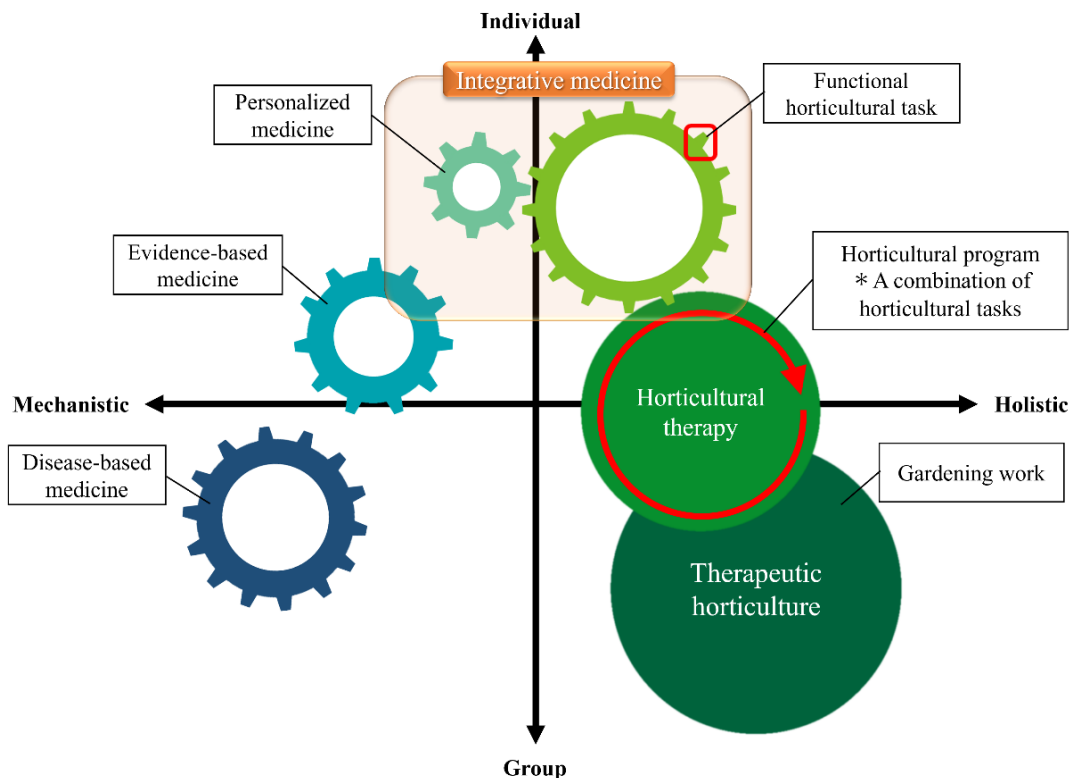 Individual
Integrative medicine
Personalized
medicine
Functional
horticultural task
Evidence-based
medicine
Horticultural program
* A combination of
horticultural tasks
Mechanistic
Horticultural
therapy
Holistic
Disease-based
medicine
Gardening work
Therapeutic
horticulture
Group